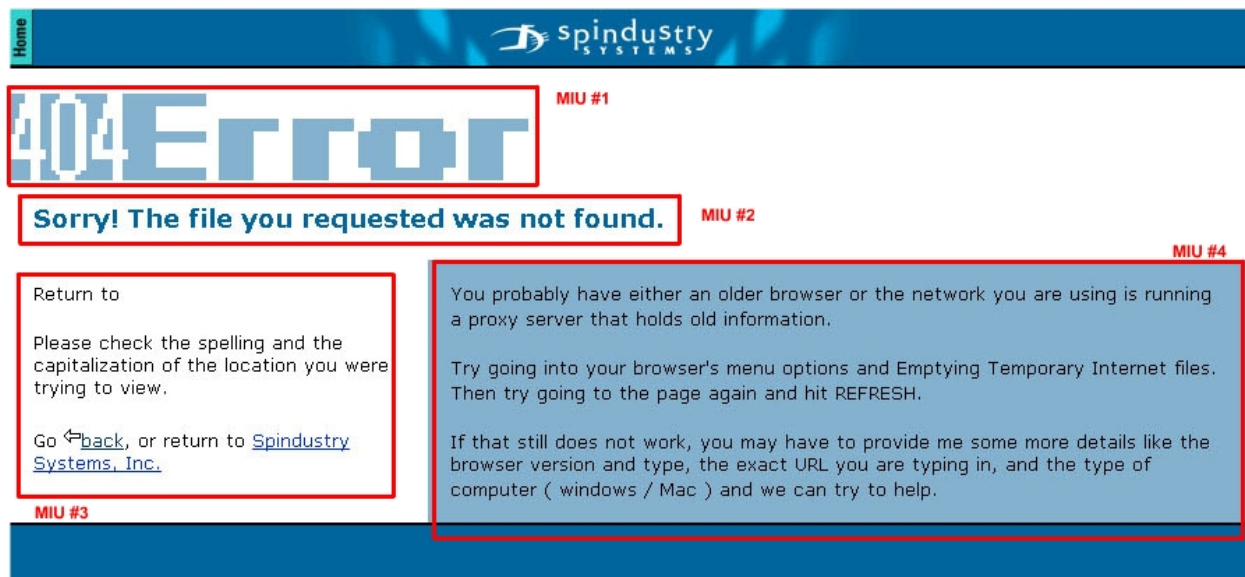 Home
spindustry
SYSTEMS
MIU #1
404 Error
Sorry! The file you requested was not found.
MIU #2
MIU #4
Return to
Please check the spelling and the
capitalization of the location you were
trying to view.
Go back, or return to Spindustry
Systems, Inc.
MIU #3
You probably have either an older browser or the network you are using is running
a proxy server that holds old information.
Try going into your browser's menu options and Emptying Temporary Internet files.
Then try going to the page again and hit REFRESH.
If that still does not work, you may have to provide me some more details like the
browser version and type, the exact URL you are typing in, and the type of
computer ( windows / Mac ) and we can try to help.